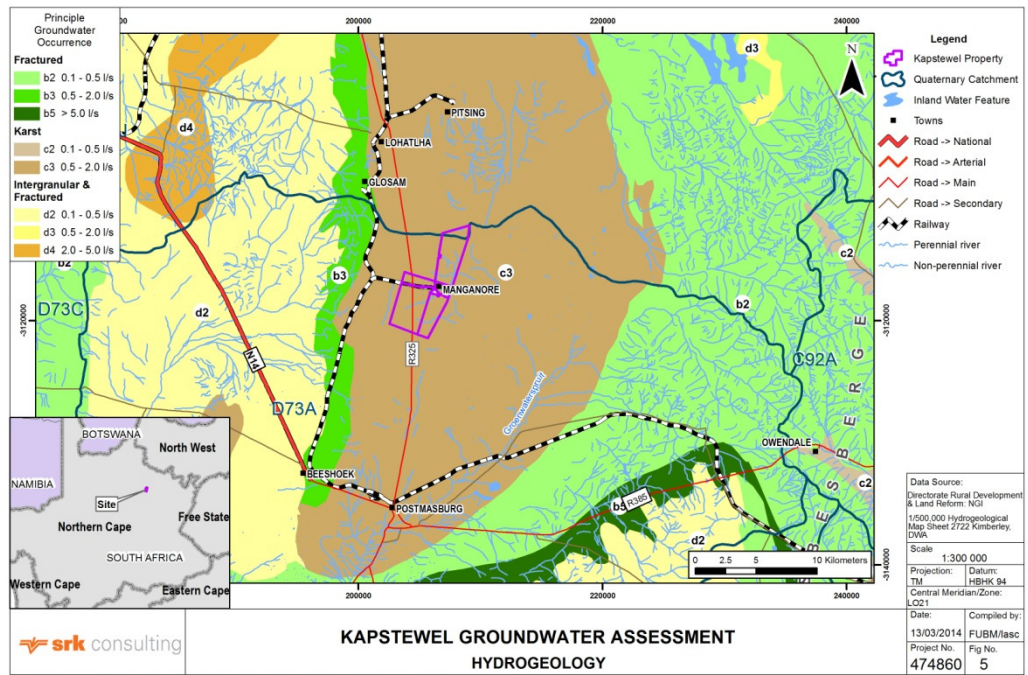 Principle
Groundwater
Occurrence
Fractured
b2 0.1 - 0.5 l/s
b3 0.5 - 2.0 l/s
b5 > 5.0 l/s
Karst
c2 0.1 - 0.5 l/s
c3 0.5 - 2.0 l/s
Intergranular &
Fractured
d2 0.1 - 0.5 l/s
d3 0.5 - 2.0 l/s
d4 2.0 - 5.0 l/s
200000
220000
240000
d3
N
PITSING
d4
LOHATLHA
GLOSAM
c2
b2
b3
c3
MANGANORE
b2
D73C
d2
-3120000
-3120000
N14
R325
C92A
D73A
Groenwaterspruit
OWENDALE
BEESHOEK
c2
POSTMASBURG
b5
R385
d2
BESBERGE
0 2.5 5 10 Kilometers
-3140000
200000
220000
240000
BOTSWANA
North West
NAMIBIA
Site
Northern Cape
Free State
SOUTH AFRICA
Western Cape
Eastern Cape
Legend
Kapstewel Property
Quaternary Catchment
Inland Water Feature
Towns
Road -> National
Road -> Arterial
Road -> Main
Road -> Secondary
Railway
Perennial river
Non-perennial river
Data Source:
Directorate Rural Development
& Land Reform: NGI
1/500,000 Hydrogeological
Map Sheet 2722 Kimberley,
DWA
Scale
1:300 000
Projection: Datum:
TM HBHK 94
Central Meridian/Zone:
LO21
Date: Compiled by:
13/03/2014 FUBM/lasc
Project No. Fig No.
474860 5
srk consulting
KAPSTEWEL GROUNDWATER ASSESSMENT
HYDROGEOLOGY